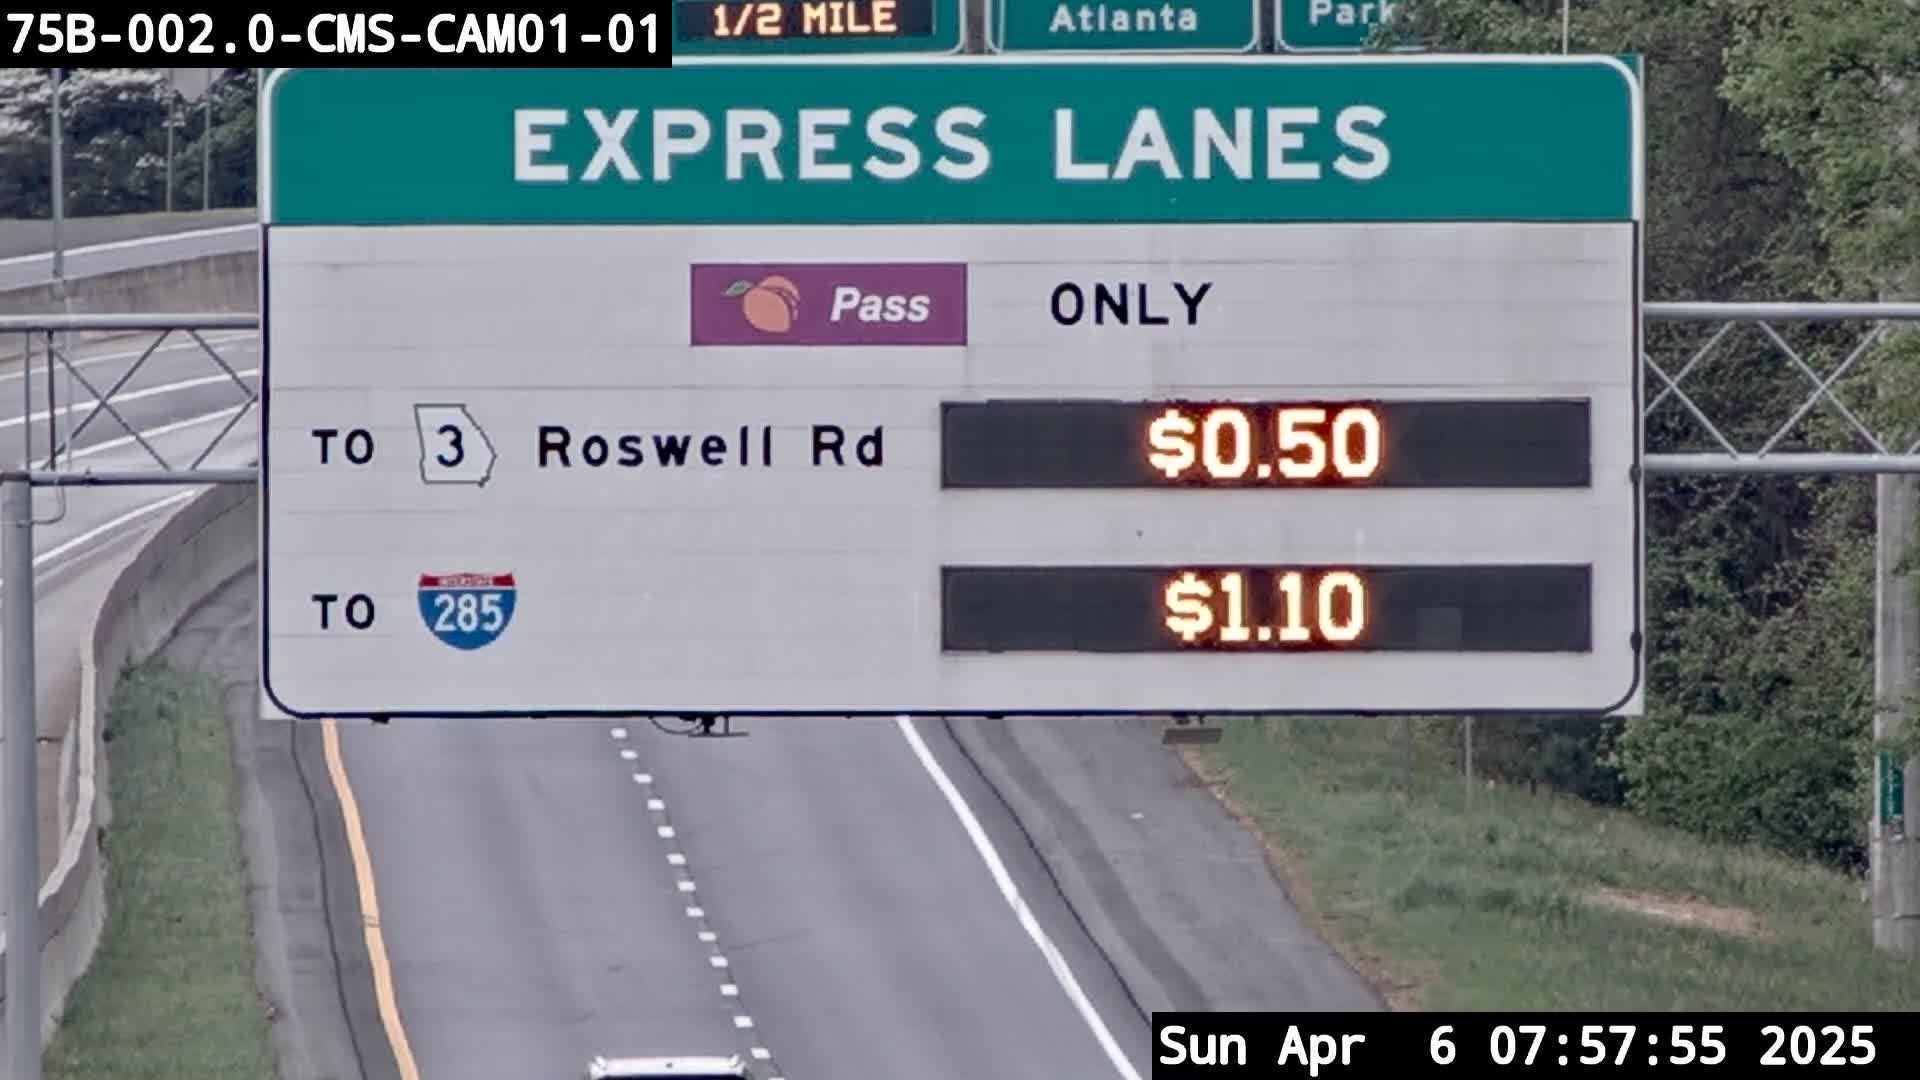 75B-002.0-CMS-CAM01-01
1/2 MILE
Atlanta
Park
EXPRESS LANES
Pass ONLY
TO 3 Roswell Rd $0.50
TO INTERSTATE 285 $1.10
Sun Apr 6 07:57:55 2025